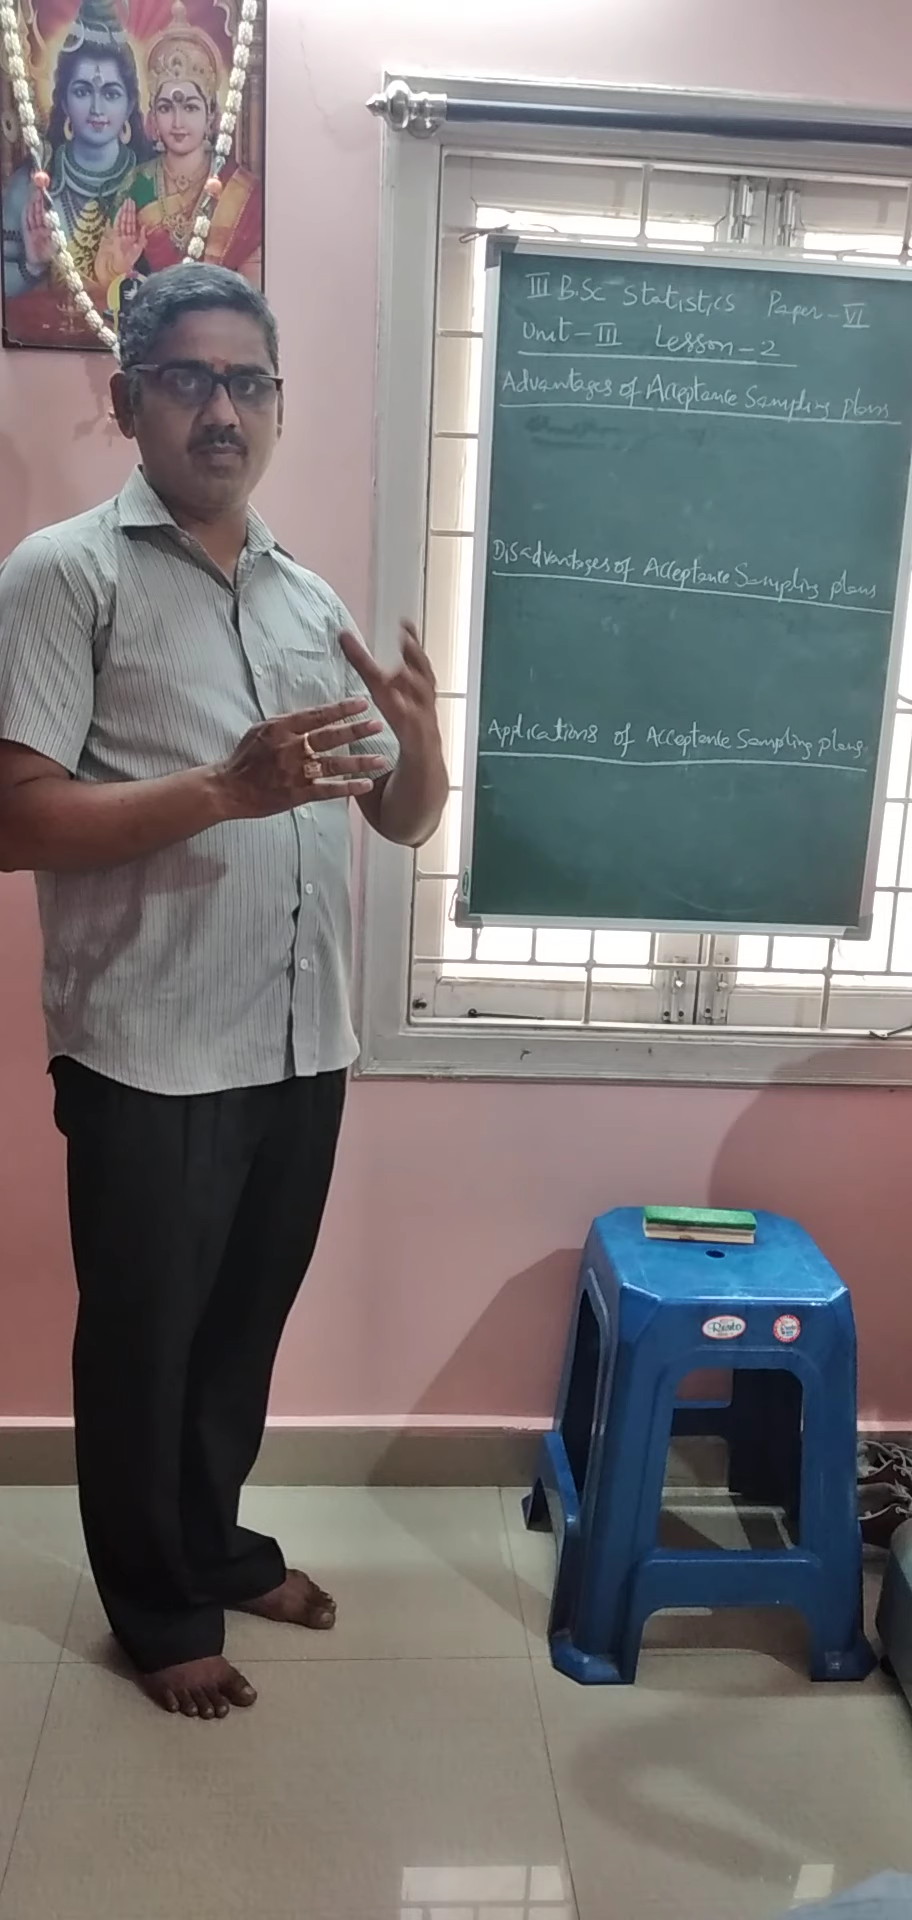 III B.Sc Statistics Paper-VI
Unit-III Lesson-2
Advantages of Acceptance Sampling plans
Disadvantages of Acceptance Sampling plans
Applications of Acceptance Sampling plans.